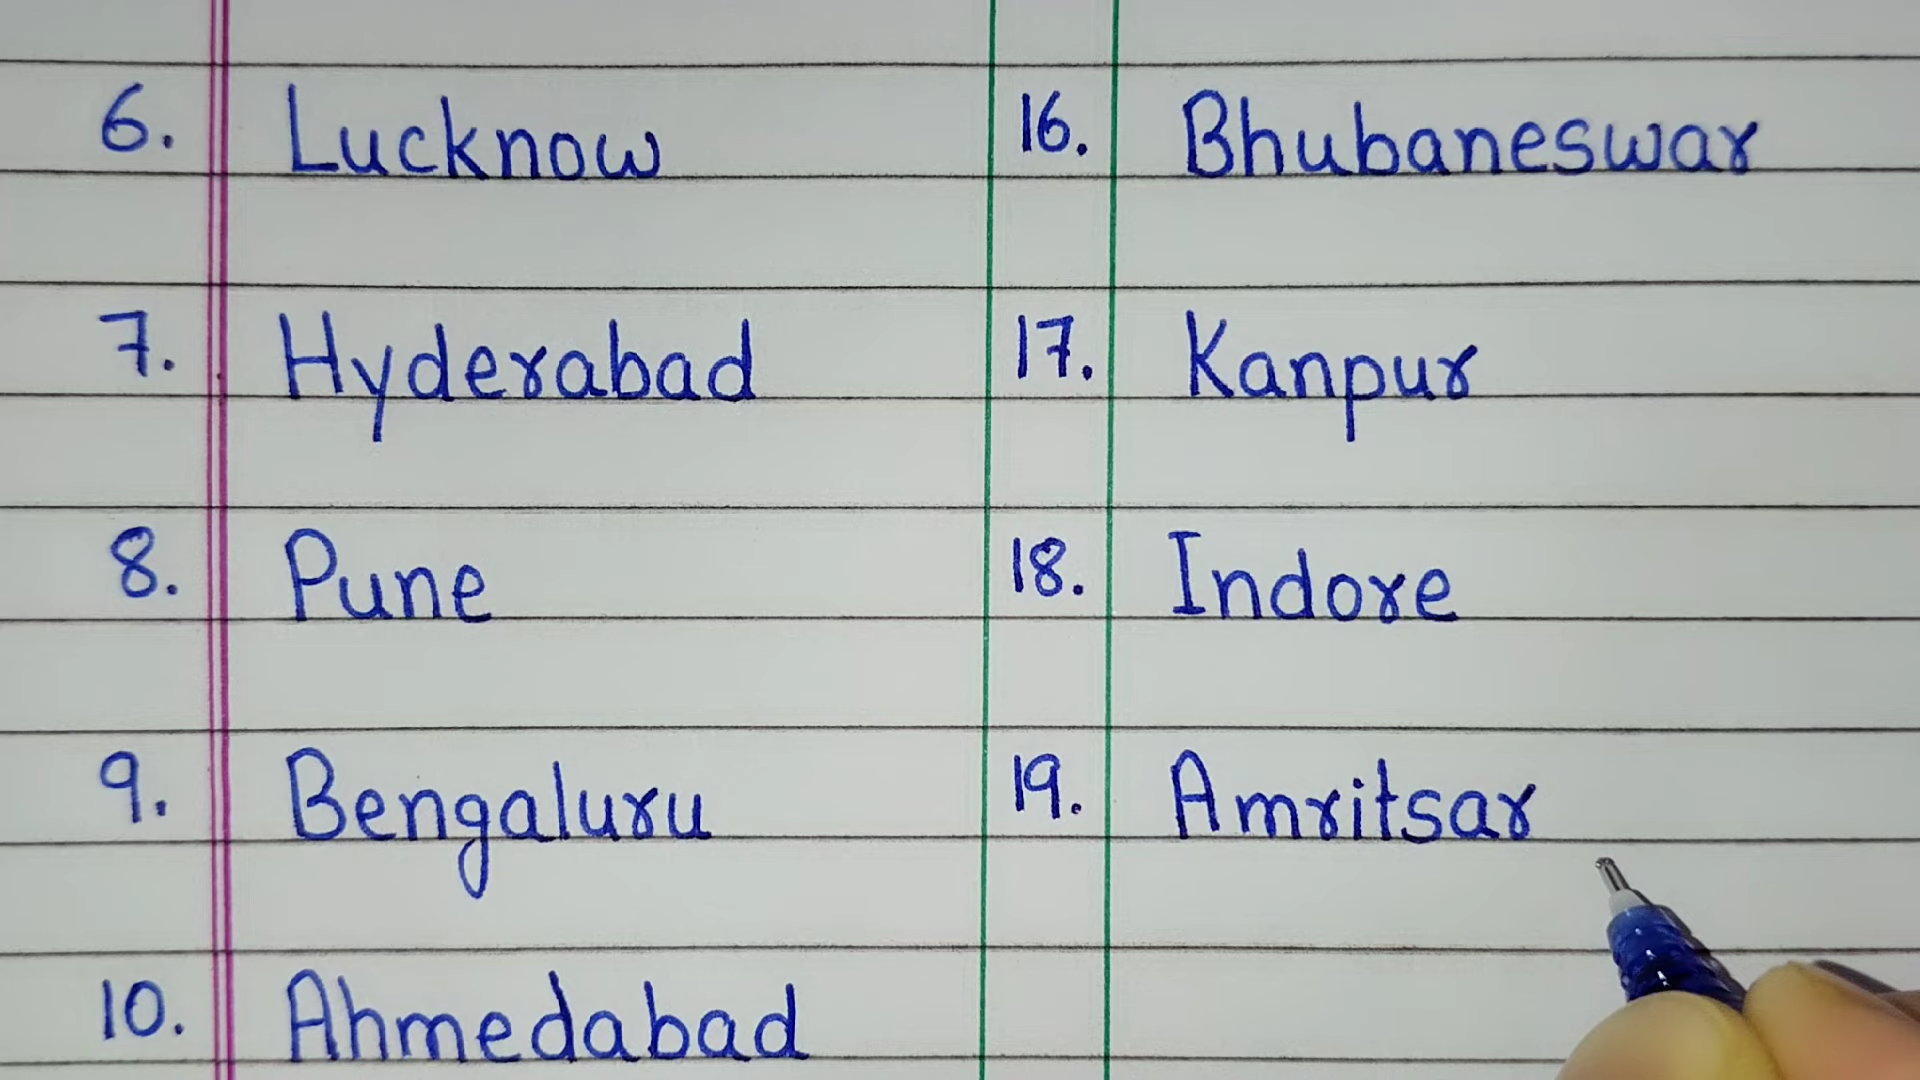 6. Lucknow
7. Hyderabad
8. Pune
9. Bengaluru
10. Ahmedabad
16. Bhubaneswar
17. Kanpur
18. Indore
19. Amritsar